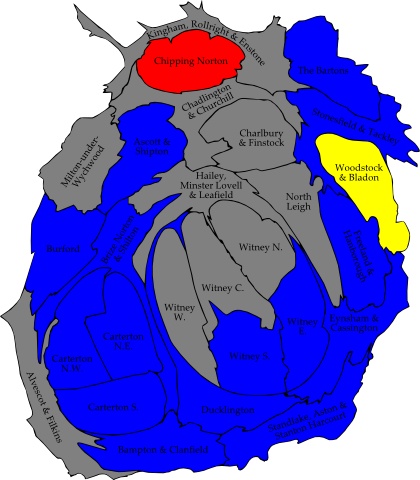 Kingham, Rollright & Enstone
Chipping Norton
The Bartons
Chadlington
& Churchill
Stonesfield & Tackley
Charlbury
& Finstock
Ascott &
Shipton
Milton-under-
Wychwood
Woodstock
& Bladon
Hailey,
Minster Lovell
& Leafield
North
Leigh
Freeland &
Hanborough
Brize Norton
& Shilton
Burford
Witney N.
Witney C.
Witney
W.
Witney
E.
Eynsham &
Cassington
Carterton
N.E.
Carterton
N.W.
Witney S.
Alvescot & Filkins
Carterton S.
Ducklington
Standlake, Aston &
Stanton Harcourt
Bampton & Clanfield